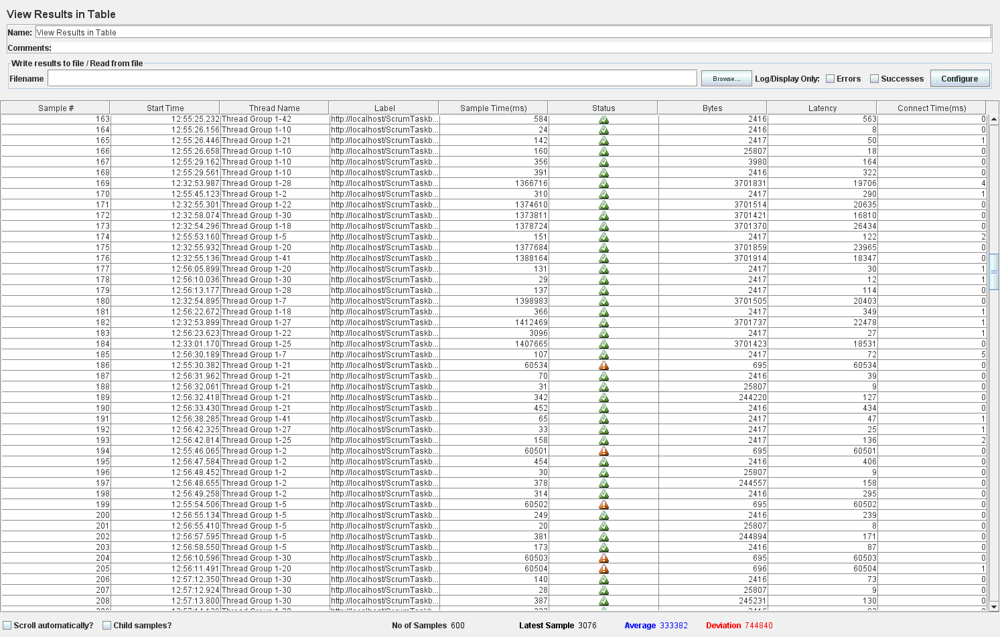 View Results in Table
Name: View Results in Table
Comments:
Write results to file / Read from file
Filename Browse... Log/Display Only: Errors Successes Configure
Sample # Start Time Thread Name Label Sample Time(ms) Status Bytes Latency Connect Time(ms)
163 12:55:25.232 Thread Group 1-42 http://localhost/ScrumTaskb... 584 2416 563 0
164 12:55:26.156 Thread Group 1-10 http://localhost/ScrumTaskb... 24 2416 8 0
165 12:55:26.446 Thread Group 1-21 http://localhost/ScrumTaskb... 142 2417 50 1
166 12:55:26.658 Thread Group 1-10 http://localhost/ScrumTaskb... 160 25807 18 0
167 12:55:29.162 Thread Group 1-10 http://localhost/ScrumTaskb... 356 3980 164 0
168 12:55:29.561 Thread Group 1-10 http://localhost/ScrumTaskb... 391 2416 322 0
169 12:32:53.987 Thread Group 1-28 http://localhost/ScrumTaskb... 1366716 3701831 19706 4
170 12:55:45.123 Thread Group 1-2 http://localhost/ScrumTaskb... 310 2417 290 1
171 12:32:55.301 Thread Group 1-22 http://localhost/ScrumTaskb... 1374610 3701514 20635 0
172 12:32:58.074 Thread Group 1-30 http://localhost/ScrumTaskb... 1373811 3701421 16810 0
173 12:32:54.296 Thread Group 1-18 http://localhost/ScrumTaskb... 1378724 3701370 26434 0
174 12:55:53.160 Thread Group 1-5 http://localhost/ScrumTaskb... 151 2417 122 2
175 12:32:55.932 Thread Group 1-20 http://localhost/ScrumTaskb... 1377684 3701859 23965 0
176 12:32:55.136 Thread Group 1-41 http://localhost/ScrumTaskb... 1388164 3701914 18347 0
177 12:56:05.899 Thread Group 1-20 http://localhost/ScrumTaskb... 131 2417 30 1
178 12:56:10.036 Thread Group 1-30 http://localhost/ScrumTaskb... 29 2417 12 1
179 12:56:13.177 Thread Group 1-28 http://localhost/ScrumTaskb... 137 2417 114 0
180 12:32:54.895 Thread Group 1-7 http://localhost/ScrumTaskb... 1398983 3701505 20403 0
181 12:56:22.672 Thread Group 1-18 http://localhost/ScrumTaskb... 366 2417 349 1
182 12:32:53.899 Thread Group 1-27 http://localhost/ScrumTaskb... 1412469 3701737 22478 1
183 12:56:23.623 Thread Group 1-22 http://localhost/ScrumTaskb... 3096 2417 27 1
184 12:33:01.170 Thread Group 1-25 http://localhost/ScrumTaskb... 1407665 3701423 18531 0
185 12:56:30.189 Thread Group 1-7 http://localhost/ScrumTaskb... 107 2417 72 5
186 12:55:30.382 Thread Group 1-21 http://localhost/ScrumTaskb... 60534 695 60534 0
187 12:56:31.962 Thread Group 1-21 http://localhost/ScrumTaskb... 70 2416 39 0
188 12:56:32.061 Thread Group 1-21 http://localhost/ScrumTaskb... 31 25807 9 0
189 12:56:32.418 Thread Group 1-21 http://localhost/ScrumTaskb... 342 244220 127 0
190 12:56:33.430 Thread Group 1-21 http://localhost/ScrumTaskb... 452 2416 434 0
191 12:56:38.285 Thread Group 1-41 http://localhost/ScrumTaskb... 65 2417 47 1
192 12:56:42.325 Thread Group 1-27 http://localhost/ScrumTaskb... 33 2417 25 1
193 12:56:42.814 Thread Group 1-25 http://localhost/ScrumTaskb... 158 2417 136 2
194 12:55:46.065 Thread Group 1-2 http://localhost/ScrumTaskb... 60501 695 60501 0
195 12:56:47.584 Thread Group 1-2 http://localhost/ScrumTaskb... 454 2416 406 0
196 12:56:48.452 Thread Group 1-2 http://localhost/ScrumTaskb... 30 25807 9 0
197 12:56:48.655 Thread Group 1-2 http://localhost/ScrumTaskb... 378 244557 158 0
198 12:56:49.258 Thread Group 1-2 http://localhost/ScrumTaskb... 314 2416 295 0
199 12:55:54.506 Thread Group 1-5 http://localhost/ScrumTaskb... 60502 695 60502 0
200 12:56:55.134 Thread Group 1-5 http://localhost/ScrumTaskb... 249 2416 239 0
201 12:56:55.410 Thread Group 1-5 http://localhost/ScrumTaskb... 20 25807 8 0
202 12:56:57.595 Thread Group 1-5 http://localhost/ScrumTaskb... 381 244894 171 0
203 12:56:58.550 Thread Group 1-5 http://localhost/ScrumTaskb... 173 2416 87 0
204 12:56:10.596 Thread Group 1-30 http://localhost/ScrumTaskb... 60503 695 60503 0
205 12:56:11.491 Thread Group 1-20 http://localhost/ScrumTaskb... 60504 696 60504 1
206 12:57:12.350 Thread Group 1-30 http://localhost/ScrumTaskb... 140 2416 73 0
207 12:57:12.924 Thread Group 1-30 http://localhost/ScrumTaskb... 28 25807 9 0
208 12:57:13.800 Thread Group 1-30 http://localhost/ScrumTaskb... 387 245231 130 0
Scroll automatically? Child samples? No of Samples 600 Latest Sample 3076 Average 333382 Deviation 744840